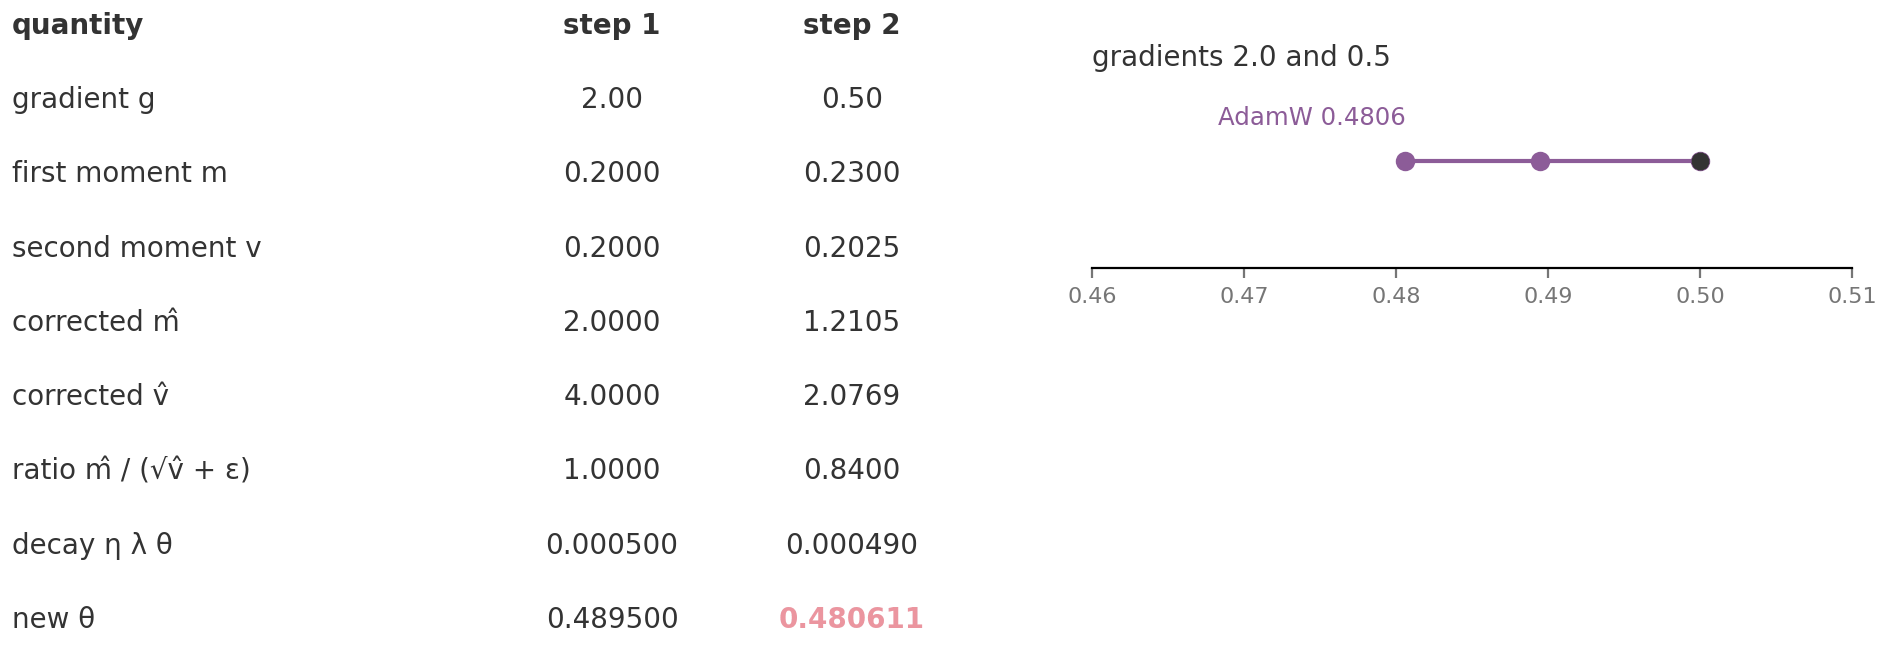 quantity step 1 step 2
gradient g 2.00 0.50
first moment m 0.2000 0.2300
second moment v 0.2000 0.2025
corrected m̂ 2.0000 1.2105
corrected v̂ 4.0000 2.0769
ratio m̂ / (√v̂ + ε) 1.0000 0.8400
decay η λ θ 0.000500 0.000490
new θ 0.489500 0.480611
gradients 2.0 and 0.5
AdamW 0.4806
0.46 0.47 0.48 0.49 0.50 0.51